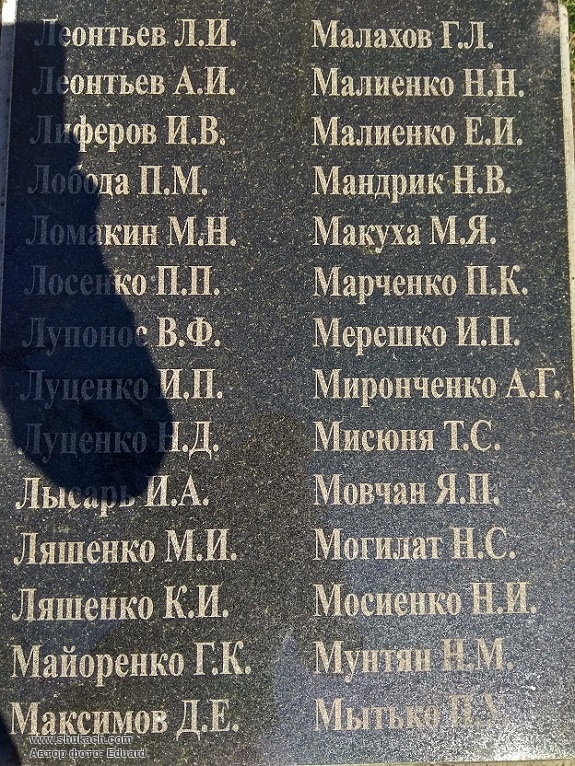 Леонтьев Л.И.
Леонтьев А.И.
Лиферов И.В.
Лобода П.М.
Ломакин М.Н.
Лосенко П.П.
Лупонос В.Ф.
Луценко И.П.
Луценко Н.Д.
Лысарь И.А.
Ляшенко М.И.
Ляшенко К.И.
Майоренко Г.К.
Максимов Д.Е.
Малахов Г.Л.
Малиенко Н.Н.
Малиенко Е.И.
Мандрик Н.В.
Макуха М.Я.
Марченко П.К.
Мерешко И.П.
Миронченко А.Г.
Мисюня Т.С.
Мовчан Я.П.
Могилат Н.С.
Мосиенко Н.И.
Мунтян Н.М.
Мытько
www.shukach.com
Автор фото: Eduard